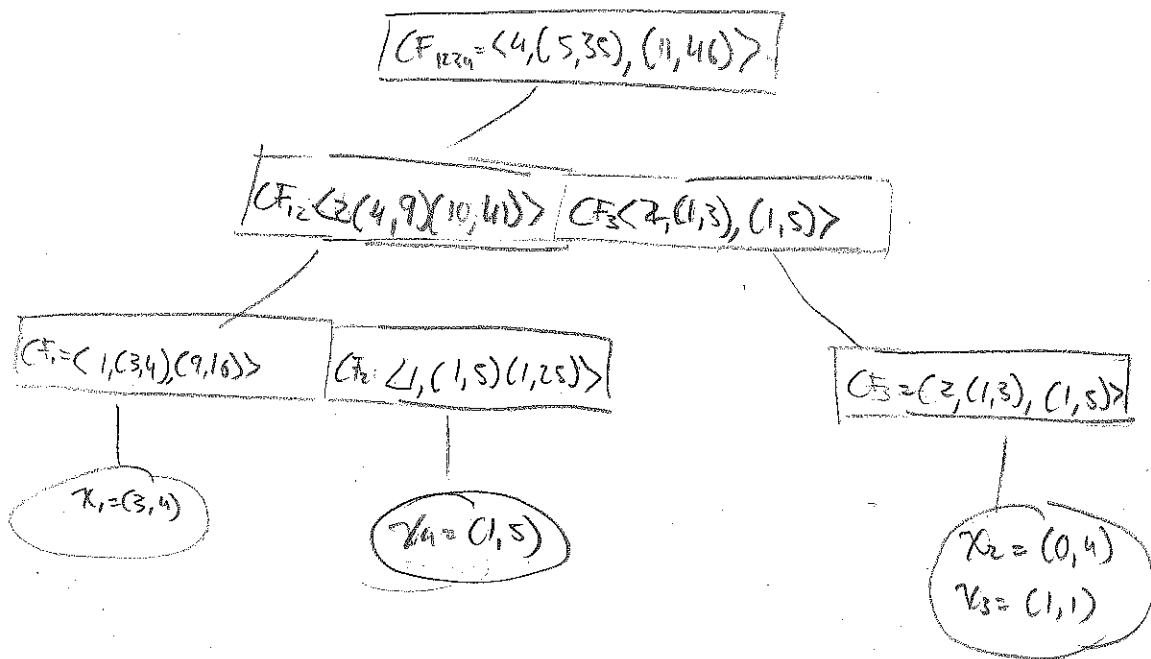 CF₁₂₃₄=<4,(5,35),(11,46)>
CF₁₂:<2(4,9)(10,41)>
CF₃<2,(1,3),(1,5)>
CF₁=<1,(3,4),(9,16)>
CF₂:<1,(1,5)(1,25)>
CF₃=(2,(1,3),(1,5)>
x₁=(3,4)
x₄=(1,5)
x₂=(0,4)
x₃=(1,1)